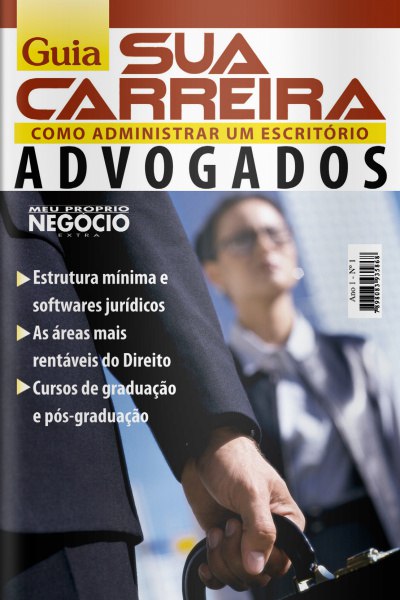 Guia SUA
CARREIRA
COMO ADMINISTRAR UM ESCRITÓRIO
ADVOGADOS
MEU PRÓPRIO
NEGÓCIO
EXTRA
Estrutura mínima e
softwares jurídicos
As áreas mais
rentáveis do Direito
Cursos de graduação
e pós-graduação
Ano 1 - Nº 1